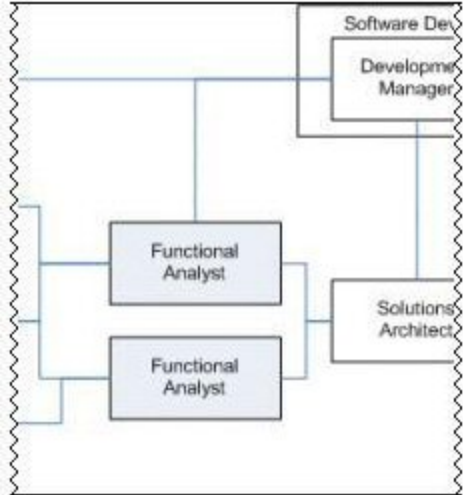 Software Dev
Developme
Manager
Functional
Analyst
Solutions
Architect
Functional
Analyst